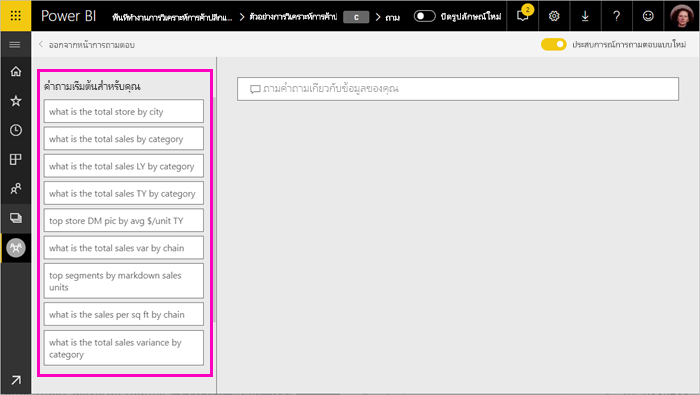 Power BI
พื้นที่ทำงานการวิเคราะห์การค้าปลีกแ... > ตัวอย่างการวิเคราะห์การค้าป C > ถาม
ปิดรูปลักษณ์ใหม่
2
ออกจากหน้าการถามตอบ
ประสบการณ์การถามตอบแบบใหม่
คำถามเริ่มต้นสำหรับคุณ
ถามคำถามเกี่ยวกับข้อมูลของคุณ
what is the total store by city
what is the total sales by category
what is the total sales LY by category
what is the total sales TY by category
top store DM pic by avg $/unit TY
what is the total sales var by chain
top segments by markdown sales
units
what is the sales per sq ft by chain
what is the total sales variance by
category